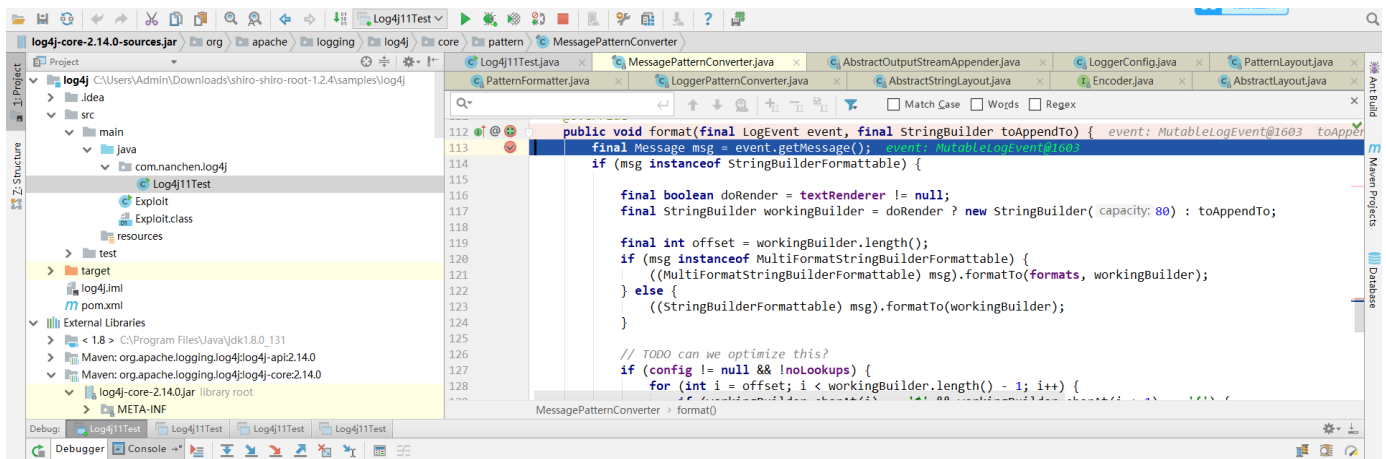 Log4j11Test
log4j-core-2.14.0-sources.jar org apache logging log4j core pattern MessagePatternConverter
1: Project
Z: Structure
Project
log4j C:\Users\Admin\Downloads\shiro-shiro-root-1.2.4\samples\log4j
.idea
src
main
java
com.nanchen.log4j
Log4j11Test
Exploit
Exploit.class
resources
test
target
log4j.iml
pom.xml
External Libraries
< 1.8 > C:\Program Files\Java\jdk1.8.0_131
Maven: org.apache.logging.log4j:log4j-api:2.14.0
Maven: org.apache.logging.log4j:log4j-core:2.14.0
log4j-core-2.14.0.jar library root
META-INF
Log4j11Test.java MessagePatternConverter.java AbstractOutputStreamAppender.java LoggerConfig.java PatternLayout.java
PatternFormatter.java LoggerPatternConverter.java AbstractStringLayout.java Encoder.java AbstractLayout.java
Match Case Words Regex
112 public void format(final LogEvent event, final StringBuilder toAppendTo) { event: MutableLogEvent@1603 toAppen
113 final Message msg = event.getMessage(); event: MutableLogEvent@1603
114 if (msg instanceof StringBuilderFormattable) {
115
116 final boolean doRender = textRenderer != null;
117 final StringBuilder workingBuilder = doRender ? new StringBuilder( capacity: 80) : toAppendTo;
118
119 final int offset = workingBuilder.length();
120 if (msg instanceof MultiFormatStringBuilderFormattable) {
121 ((MultiFormatStringBuilderFormattable) msg).formatTo(formats, workingBuilder);
122 } else {
123 ((StringBuilderFormattable) msg).formatTo(workingBuilder);
124 }
125
126 // TODO can we optimize this?
127 if (config != null && !noLookups) {
128 for (int i = offset; i < workingBuilder.length() - 1; i++) {
MessagePatternConverter format()
Ant Build
Maven Projects
Database
Debug: Log4j11Test Log4j11Test Log4j11Test Log4j11Test
Debugger Console